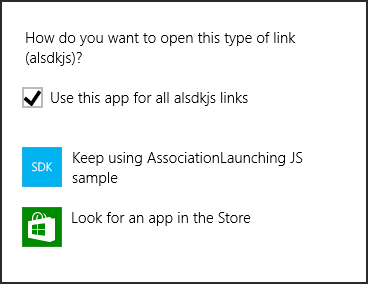 How do you want to open this type of link
(alsdkjs)?
Use this app for all alsdkjs links
SDK
Keep using AssociationLaunching JS
sample
Look for an app in the Store